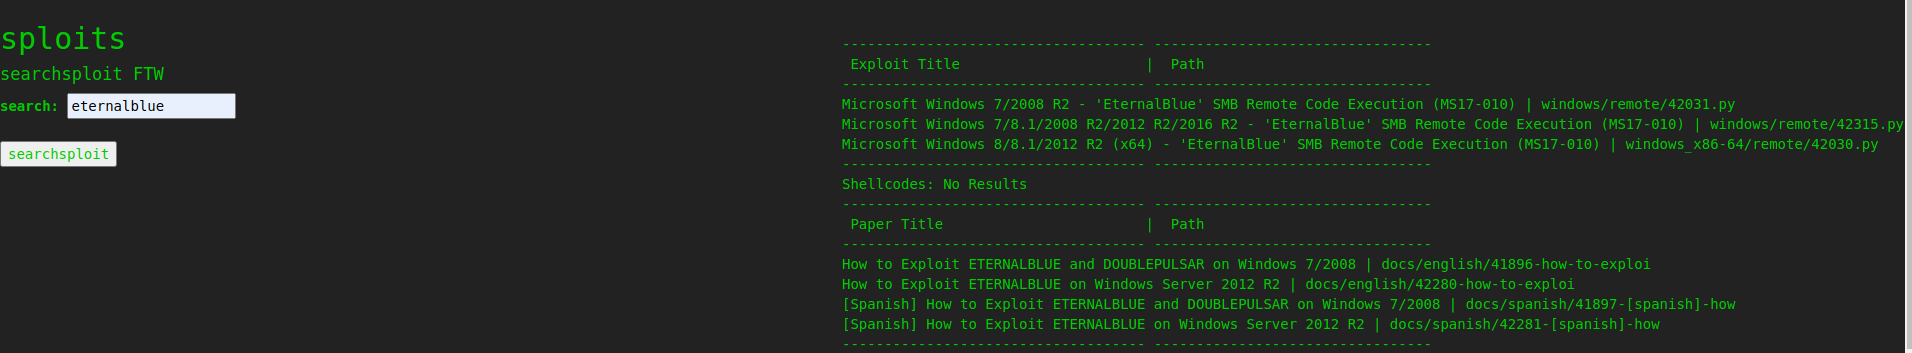 sploits
searchsploit FTW
search: eternalblue
searchsploit
------------------------------------ ---------------------------------
 Exploit Title                      |  Path
------------------------------------ ---------------------------------
Microsoft Windows 7/2008 R2 - 'EternalBlue' SMB Remote Code Execution (MS17-010) | windows/remote/42031.py
Microsoft Windows 7/8.1/2008 R2/2012 R2/2016 R2 - 'EternalBlue' SMB Remote Code Execution (MS17-010) | windows/remote/42315.py
Microsoft Windows 8/8.1/2012 R2 (x64) - 'EternalBlue' SMB Remote Code Execution (MS17-010) | windows_x86-64/remote/42030.py
------------------------------------ ---------------------------------
Shellcodes: No Results
------------------------------------ ---------------------------------
 Paper Title                        |  Path
------------------------------------ ---------------------------------
How to Exploit ETERNALBLUE and DOUBLEPULSAR on Windows 7/2008 | docs/english/41896-how-to-exploi
How to Exploit ETERNALBLUE on Windows Server 2012 R2 | docs/english/42280-how-to-exploi
[Spanish] How to Exploit ETERNALBLUE and DOUBLEPULSAR on Windows 7/2008 | docs/spanish/41897-[spanish]-how
[Spanish] How to Exploit ETERNALBLUE on Windows Server 2012 R2 | docs/spanish/42281-[spanish]-how
------------------------------------ ---------------------------------